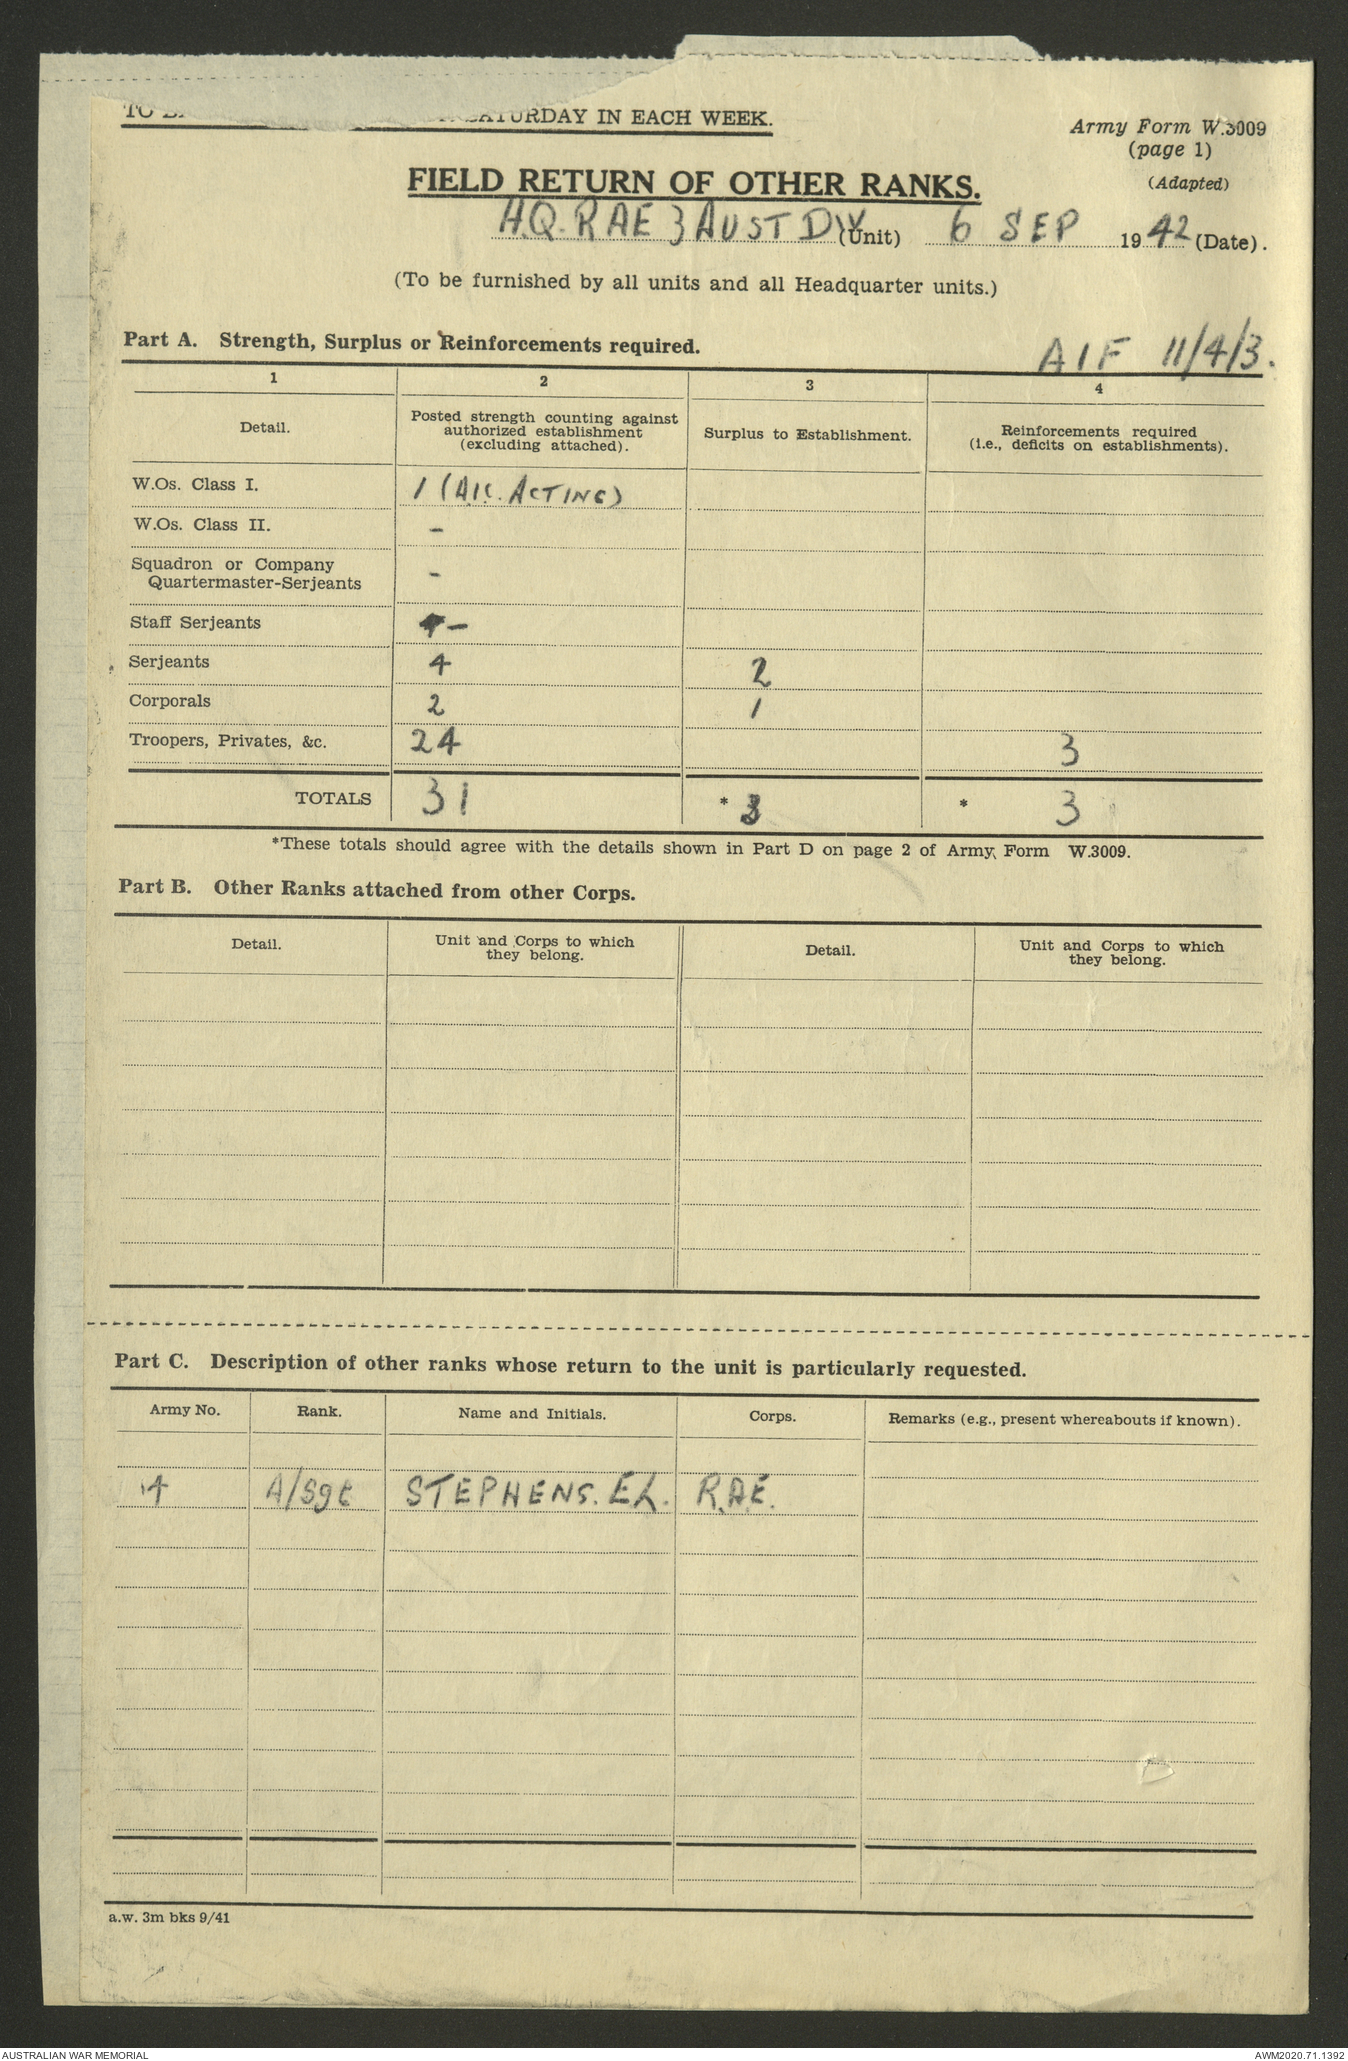 SATURDAY IN EACH WEEK.
Army Form W.3009
(page 1)
(Adapted)
FIELD RETURN OF OTHER RANKS.
H.Q. RAE 3 AUST DIV (Unit) 6 SEP 1942 (Date).
(To be furnished by all units and all Headquarter units.)
Part A. Strength, Surplus or Reinforcements required.
AIF 11/4/3.
1 2 3 4
Detail.
Posted strength counting against
authorized establishment
(excluding attached).
Surplus to Establishment.
Reinforcements required
(i.e., deficits on establishments).
W.Os. Class I. 1 ( ACTING)
W.Os. Class II. -
Squadron or Company
Quartermaster-Serjeants -
Staff Serjeants -
Serjeants 4 2
Corporals 2 1
Troopers, Privates, &c. 24 3
TOTALS 31 * 3 * 3
*These totals should agree with the details shown in Part D on page 2 of Army Form W.3009.
Part B. Other Ranks attached from other Corps.
Detail.
Unit and Corps to which
they belong.
Detail.
Unit and Corps to which
they belong.
Part C. Description of other ranks whose return to the unit is particularly requested.
Army No. Rank. Name and Initials. Corps. Remarks (e.g., present whereabouts if known).
A/Sgt STEPHENS. E.L. R.A.E.
a.w. 3m bks 9/41
AUSTRALIAN WAR MEMORIAL
AWM2020.71.1392